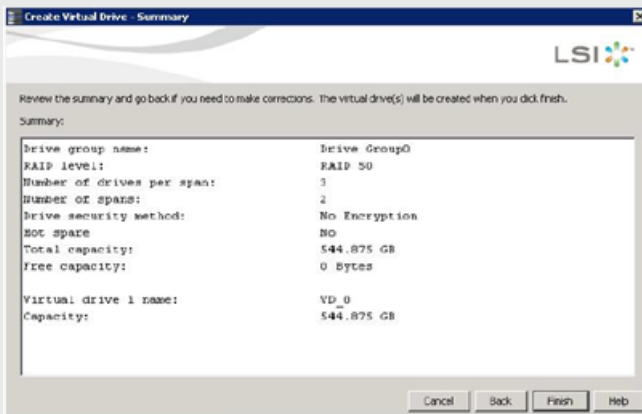 Create Virtual Drive - Summary
LSI
Review the summary and go back if you need to make corrections. The virtual drive(s) will be created when you click finish.
Summary:
Drive group name: Drive Group0
RAID level: RAID 50
Number of drives per span: 3
Number of spans: 2
Drive security method: No Encryption
Hot spare No
Total capacity: 544.875 GB
Free capacity: 0 Bytes
Virtual drive 1 name: VD_0
Capacity: 544.875 GB
Cancel Back Finish Help